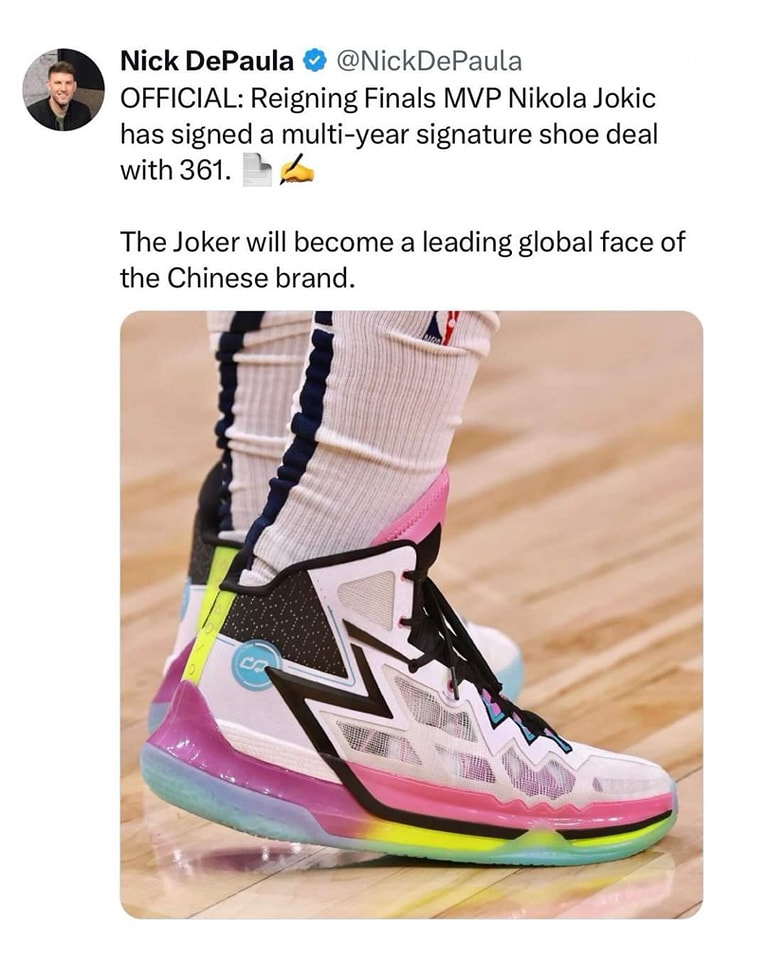 Nick DePaula @NickDePaula
OFFICIAL: Reigning Finals MVP Nikola Jokic
has signed a multi-year signature shoe deal
with 361. 📄✍️
The Joker will become a leading global face of
the Chinese brand.